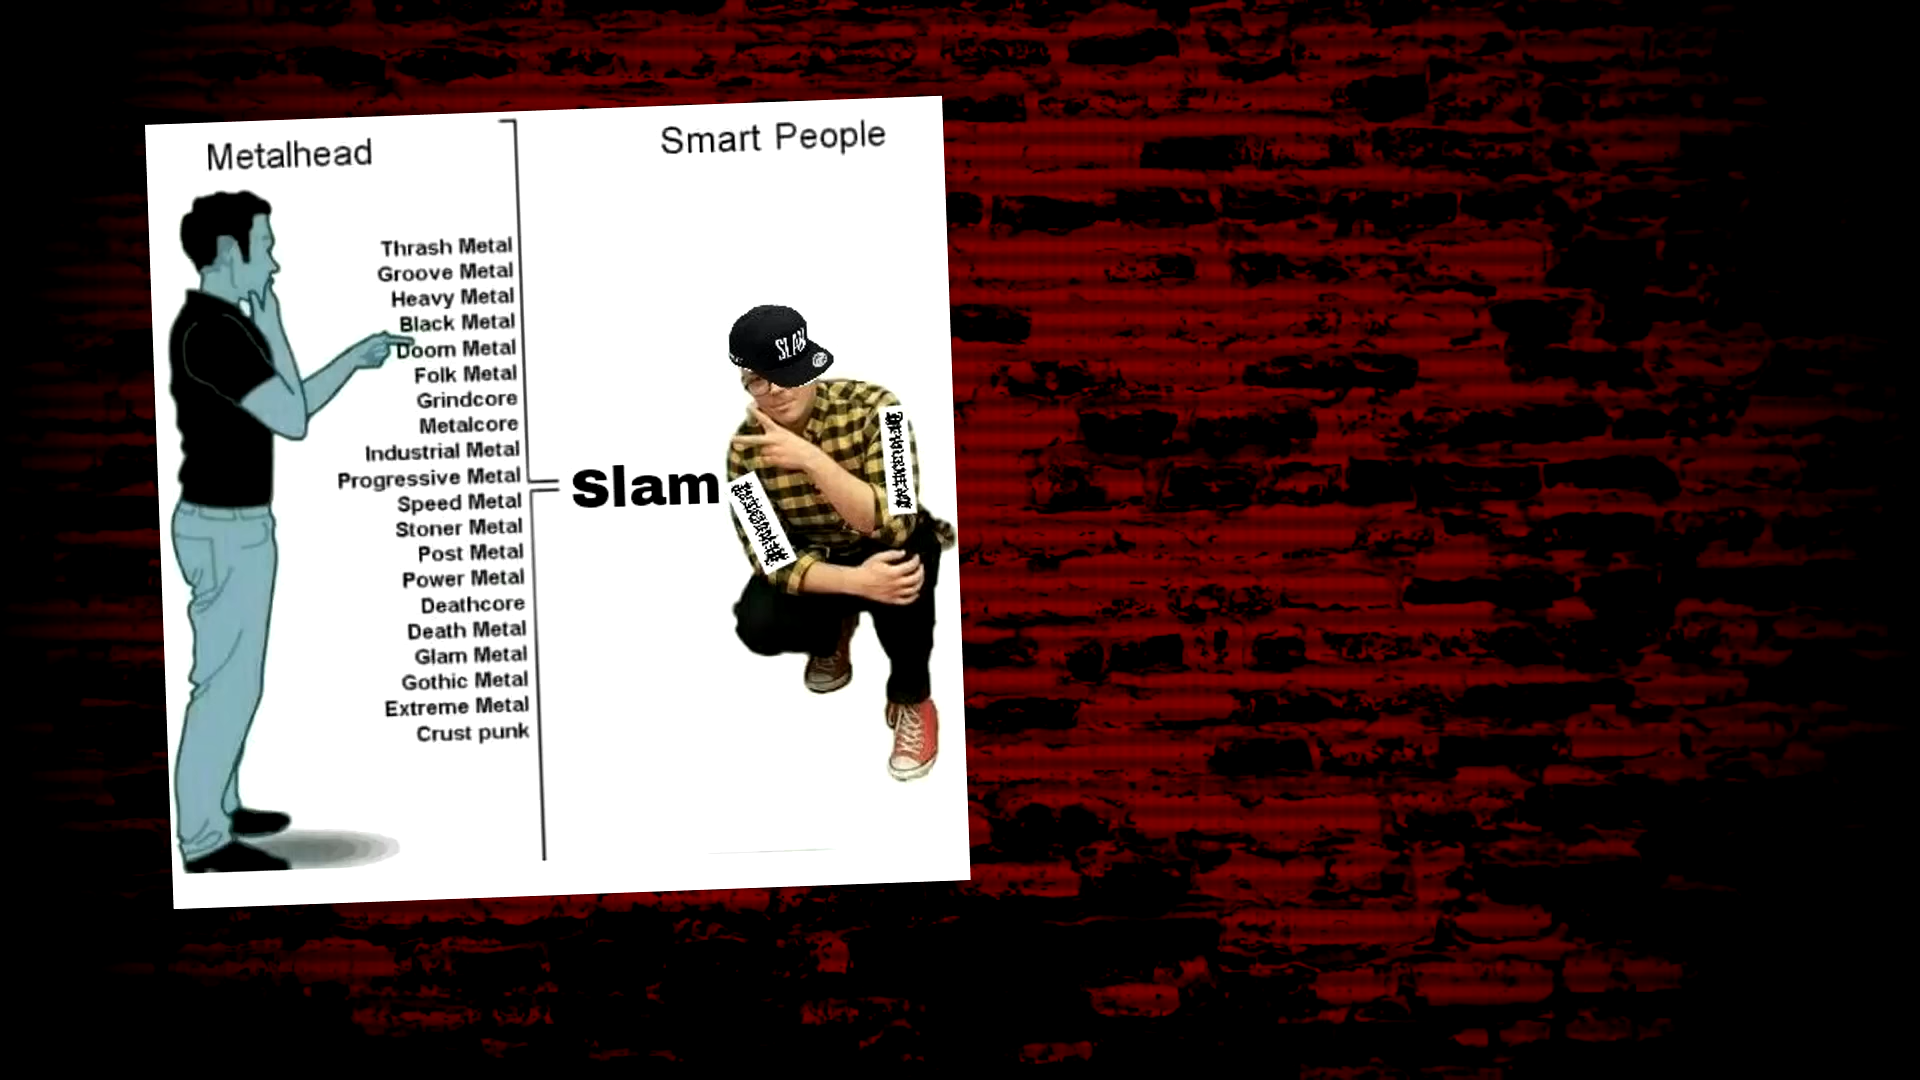 Metalhead
Smart People
Thrash Metal
Groove Metal
Heavy Metal
Black Metal
Doom Metal
Folk Metal
Grindcore
Metalcore
Industrial Metal
Progressive Metal
Speed Metal
Stoner Metal
Post Metal
Power Metal
Deathcore
Death Metal
Glam Metal
Gothic Metal
Extreme Metal
Crust punk
Slam
SLAM